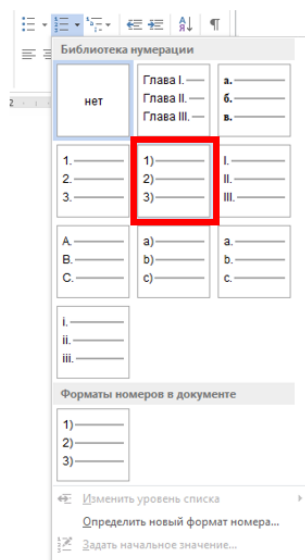 Библиотека нумерации
нет
Глава I.
Глава II.
Глава III.
а.
б.
в.
1.
2.
3.
1)
2)
3)
I.
II.
III.
A.
B.
C.
a)
b)
c)
a.
b.
c.
i.
ii.
iii.
Форматы номеров в документе
1)
2)
3)
Изменить уровень списка
Определить новый формат номера...
Задать начальное значение...